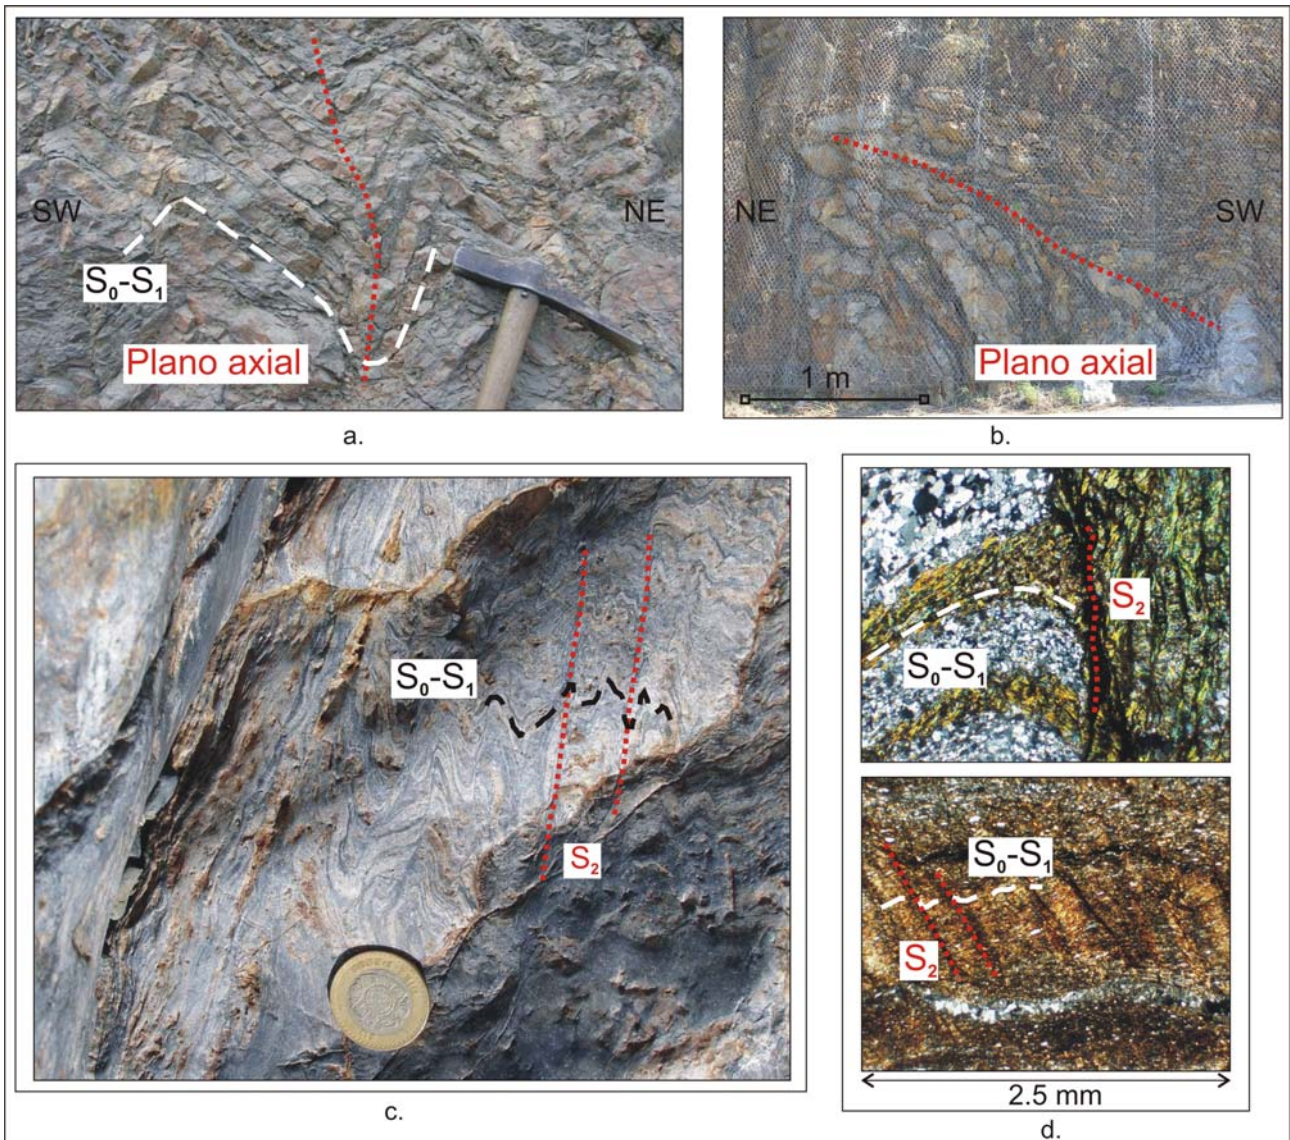 SW
NE
S₀-S₁
Plano axial
a.
NE
SW
Plano axial
1 m
b.
S₀-S₁
S₂
c.
S₂
S₀-S₁
S₀-S₁
S₂
2.5 mm
d.